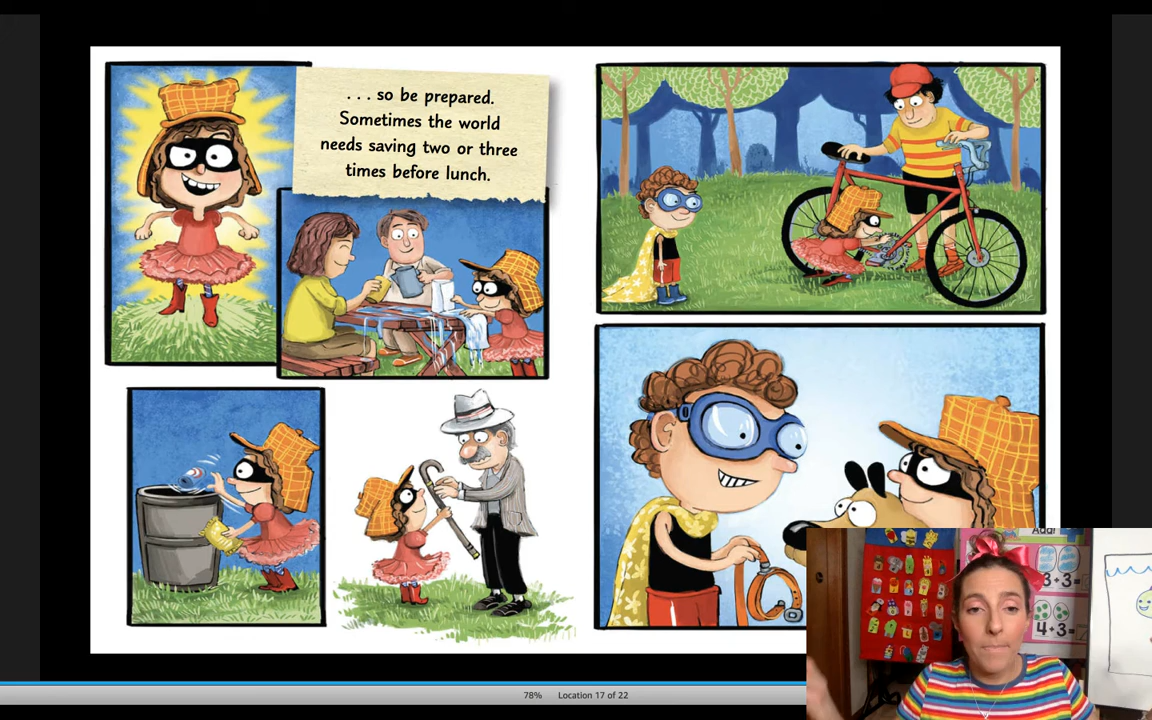 . . . so be prepared.
Sometimes the world
needs saving two or three
times before lunch.
Add
3+3=
4+3=
78% Location 17 of 22